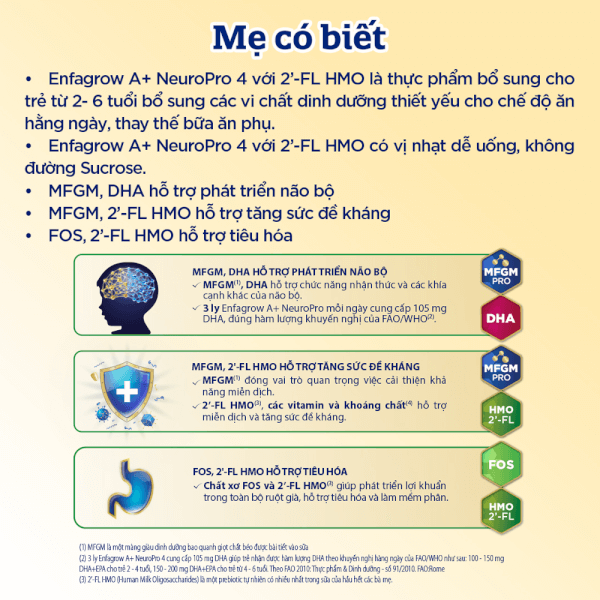 Mẹ có biết
• Enfagrow A+ NeuroPro 4 với 2’-FL HMO là thực phẩm bổ sung cho
trẻ từ 2- 6 tuổi bổ sung các vi chất dinh dưỡng thiết yếu cho chế độ ăn
hằng ngày, thay thế bữa ăn phụ.
• Enfagrow A+ NeuroPro 4 với 2’-FL HMO có vị nhạt dễ uống, không
đường Sucrose.
• MFGM, DHA hỗ trợ phát triển não bộ
• MFGM, 2’-FL HMO hỗ trợ tăng sức đề kháng
• FOS, 2’-FL HMO hỗ trợ tiêu hóa
MFGM, DHA HỖ TRỢ PHÁT TRIỂN NÃO BỘ
✓ MFGM(1), DHA hỗ trợ chức năng nhận thức và các khía
cạnh khác của não bộ.
✓ 3 ly Enfagrow A+ NeuroPro mỗi ngày cung cấp 105 mg
DHA, đúng hàm lượng khuyến nghị của FAO/WHO(2).
MFGM
PRO
DHA
MFGM, 2’-FL HMO HỖ TRỢ TĂNG SỨC ĐỀ KHÁNG
✓ MFGM(1) đóng vai trò quan trọng việc cải thiện khả
năng miễn dịch.
✓ 2’-FL HMO(3), các vitamin và khoáng chất(4) hỗ trợ
miễn dịch và tăng sức đề kháng.
MFGM
PRO
HMO
2’-FL
FOS, 2’-FL HMO HỖ TRỢ TIÊU HÓA
✓ Chất xơ FOS và 2’-FL HMO(3) giúp phát triển lợi khuẩn
trong toàn bộ ruột già, hỗ trợ tiêu hóa và làm mềm phân.
FOS
HMO
2’-FL
(1) MFGM là một màng giàu dinh dưỡng bao quanh giọt chất béo được bài tiết vào sữa
(2) 3 ly Enfagrow A+ NeuroPro 4 cung cấp 105 mg DHA giúp trẻ nhận được hàm lượng DHA theo khuyến nghị hàng ngày của FAO/WHO như sau: 100 - 150 mg
DHA+EPA cho trẻ 2 - 4 tuổi, 150 - 200 mg DHA+EPA cho trẻ từ 4 - 6 tuổi. Theo FAO 2010: Thực phẩm & Dinh dưỡng - số 91/2010. FAO:Rome
(3) 2’-FL HMO (Human Milk Oligosaccharides) là một prebiotic tự nhiên có nhiều nhất trong sữa của hầu hết các bà mẹ.